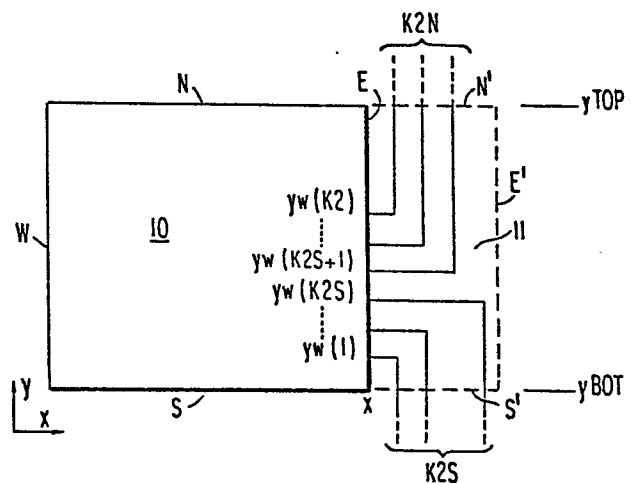 K2N
N
E
N'
yTOP
E'
yw(K2)
W
10
11
yw(K2S+1)
yw(K2S)
yw(1)
y
x
S
x
S'
yBOT
K2S